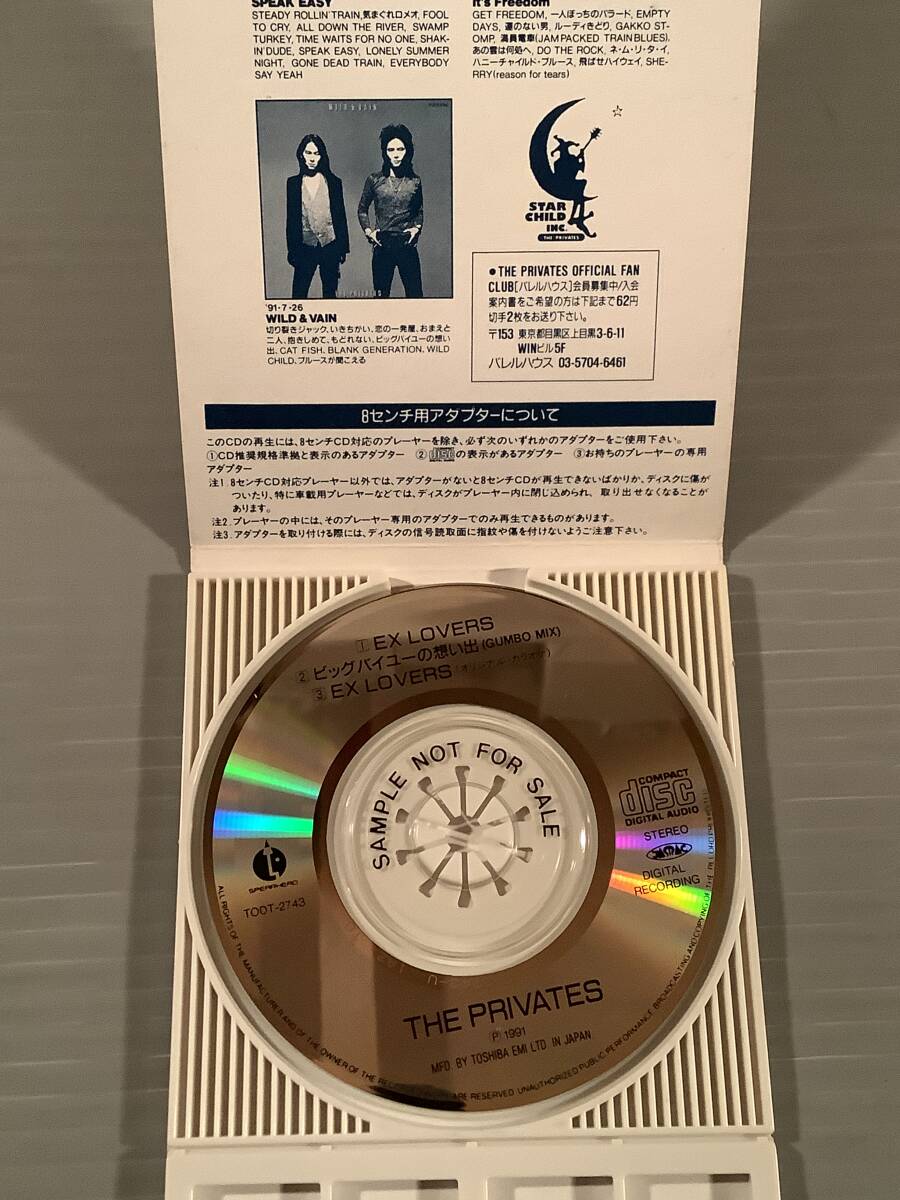 SPEAK EASY
STEADY ROLLIN' TRAIN,気まぐれロメオ, FOOL
TO CRY, ALL DOWN THE RIVER, SWAMP
TURKEY, TIME WAITS FOR NO ONE, SHAK-
IN' DUDE, SPEAK EASY, LONELY SUMMER
NIGHT, GONE DEAD TRAIN, EVERYBODY
SAY YEAH
It's Freedom
GET FREEDOM, 一人ぼっちのバラード, EMPTY
DAYS, 運のない男, ルーディきどり, GAKKO ST-
OMP, 満員電車(JAM PACKED TRAIN BLUES),
あの雲は何処へ, DO THE ROCK, ネ・ム・リ・タ・イ,
ハニーチャイルド・ブルース, 飛ばせハイウェイ, SHE-
RRY(reason for tears)
WILD & VAIN
THE PRIVATES
'91・7・26
WILD & VAIN
切り裂きジャック, いきちがい, 恋の一発屋, おまえと
二人, 抱きしめて, もどれない, ビッグバイユーの想い
出, CAT FISH, BLANK GENERATION, WILD
CHILD, ブルースが聞こえる
STAR
CHILD
INC.
THE PRIVATES
● THE PRIVATES OFFICIAL FAN
CLUB[バレルハウス]会員募集中/入会
案内書をご希望の方は下記まで62円
切手2枚をお送り下さい。
〒153 東京都目黒区上目黒3-6-11
WINビル5F
バレルハウス 03-5704-6461
8センチ用アダプターについて
このCDの再生には、8センチCD対応のプレーヤーを除き、必ず次のいずれかのアダプターをご使用下さい。
①CD推奨規格準拠と表示のあるアダプター ②disc の表示があるアダプター ③お持ちのプレーヤーの専用
アダプター
注1. 8センチCD対応プレーヤー以外では、アダプターがないと8センチCDが再生できないばかりか、ディスクに傷が
ついたり、特に車載用プレーヤーなどでは、ディスクがプレーヤー内に閉じ込められ、取り出せなくなることが
あります。
注2. プレーヤーの中には、そのプレーヤー専用のアダプターでのみ再生できるものがあります。
注3. アダプターを取り付ける際には、ディスクの信号読取面に指紋や傷を付けないようご注意下さい。
1 EX LOVERS
2 ビッグバイユーの想い出 (GUMBO MIX)
3 EX LOVERS (オリジナル・カラオケ)
SAMPLE NOT FOR SALE
COMPACT
disc
DIGITAL AUDIO
STEREO
DIGITAL
RECORDING
SPEARHEAD
TODT-2743
THE PRIVATES
Ⓟ 1991
MFD. BY TOSHIBA EMI LTD. IN JAPAN
ALL RIGHTS OF THE MANUFACTURER AND OF THE OWNER OF THE RECORDED
ARE RESERVED UNAUTHORIZED PUBLIC PERFORMANCE BROADCASTING AND COPYING OF THE